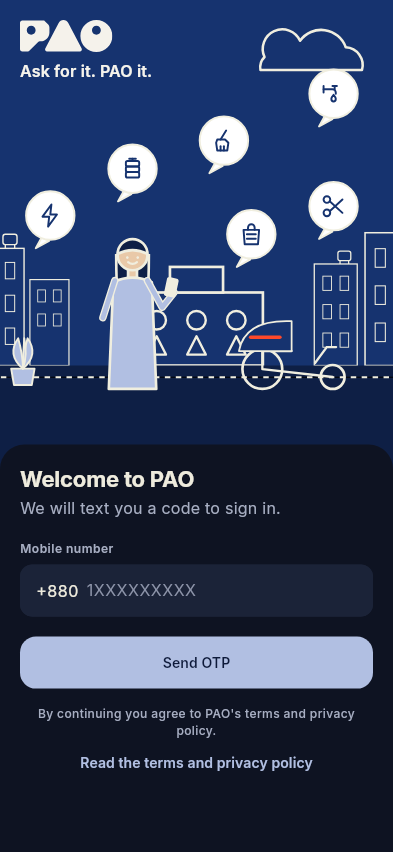 PAO
Ask for it. PAO it.
Welcome to PAO
We will text you a code to sign in.
Mobile number
+880 1XXXXXXXXX
Send OTP
By continuing you agree to PAO's terms and privacy
policy.
Read the terms and privacy policy